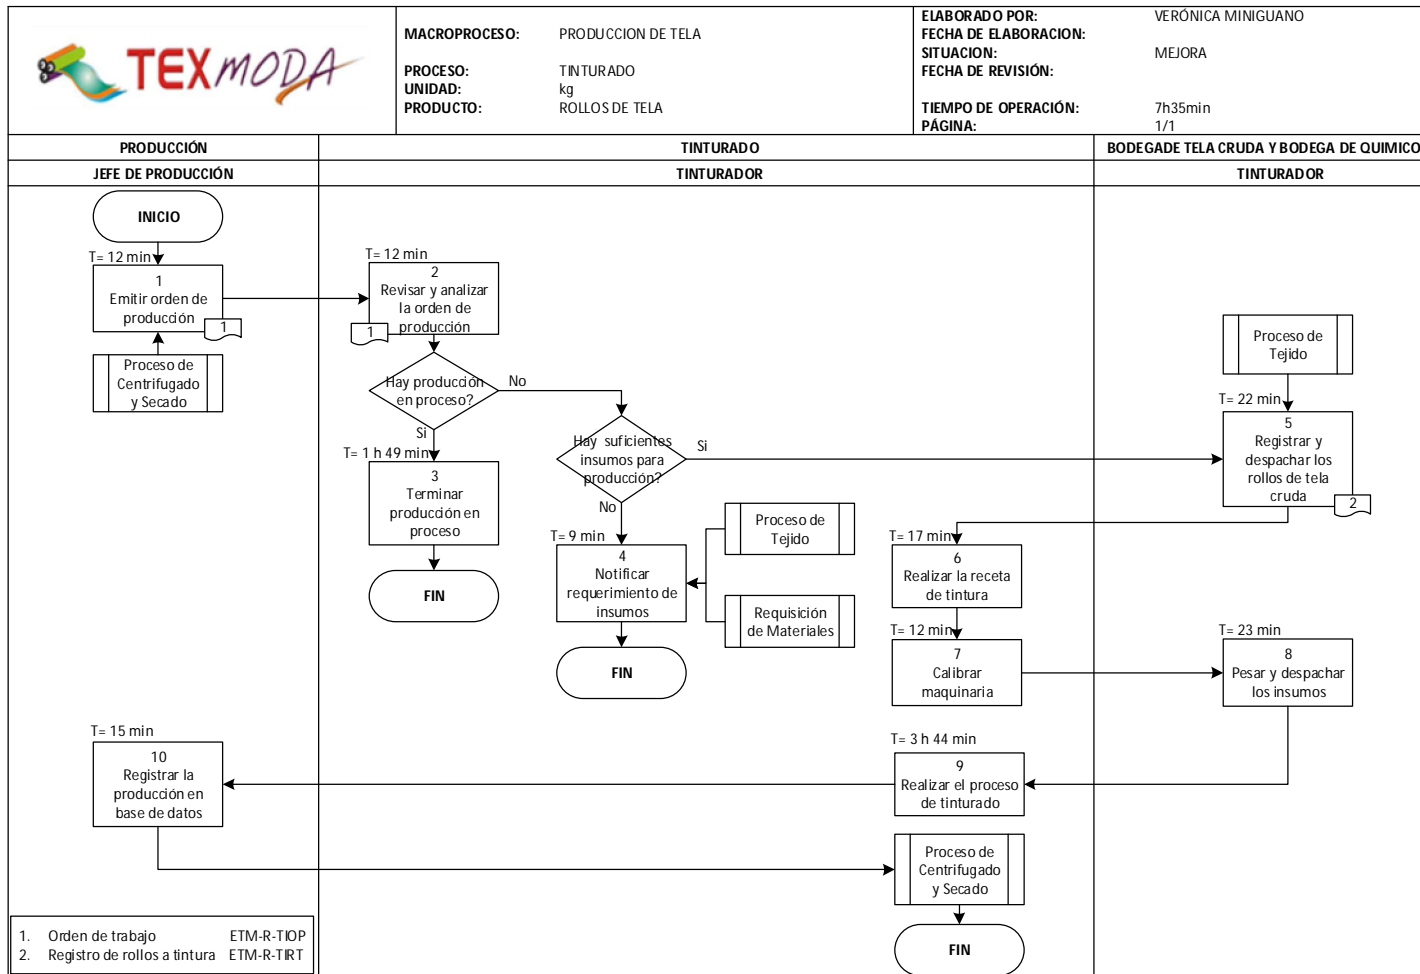 TEXMODA
MACROPROCESO: PRODUCCION DE TELA
PROCESO: TINTURADO
UNIDAD: kg
PRODUCTO: ROLLOS DE TELA
ELABORADO POR: VERÓNICA MINIGUANO
FECHA DE ELABORACION:
SITUACION: MEJORA
FECHA DE REVISIÓN:
TIEMPO DE OPERACIÓN: 7h35min
PÁGINA: 1/1
PRODUCCIÓN
TINTURADO
BODEGADE TELA CRUDA Y BODEGA DE QUIMICO
JEFE DE PRODUCCIÓN
TINTURADOR
TINTURADOR
INICIO
T= 12 min
1
Emitir orden de
producción
1
Proceso de
Centrifugado
y Secado
T= 12 min
2
Revisar y analizar
la orden de
producción
1
Hay producción
en proceso?
No
Si
T= 1 h 49 min
3
Terminar
producción en
proceso
FIN
Hay suficientes
insumos para
producción?
Si
No
T= 9 min
4
Notificar
requerimiento de
insumos
FIN
Proceso de
Tejido
Requisición
de Materiales
Proceso de
Tejido
T= 22 min
5
Registrar y
despachar los
rollos de tela
cruda
2
T= 17 min
6
Realizar la receta
de tintura
T= 12 min
7
Calibrar
maquinaria
T= 23 min
8
Pesar y despachar
los insumos
T= 3 h 44 min
9
Realizar el proceso
de tinturado
T= 15 min
10
Registrar la
producción en
base de datos
Proceso de
Centrifugado
y Secado
FIN
1. Orden de trabajo ETM-R-TIOP
2. Registro de rollos a tintura ETM-R-TIRT